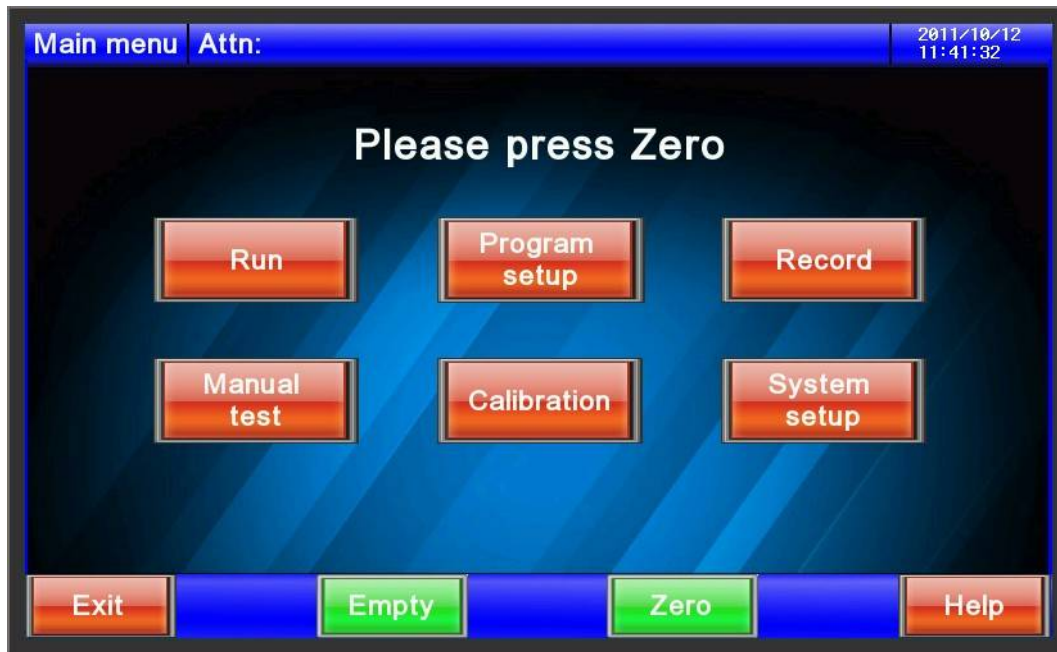 Main menu Attn: 2011/10/12
11:41:32
Please press Zero
Run
Program
setup
Record
Manual
test
Calibration
System
setup
Exit
Empty
Zero
Help